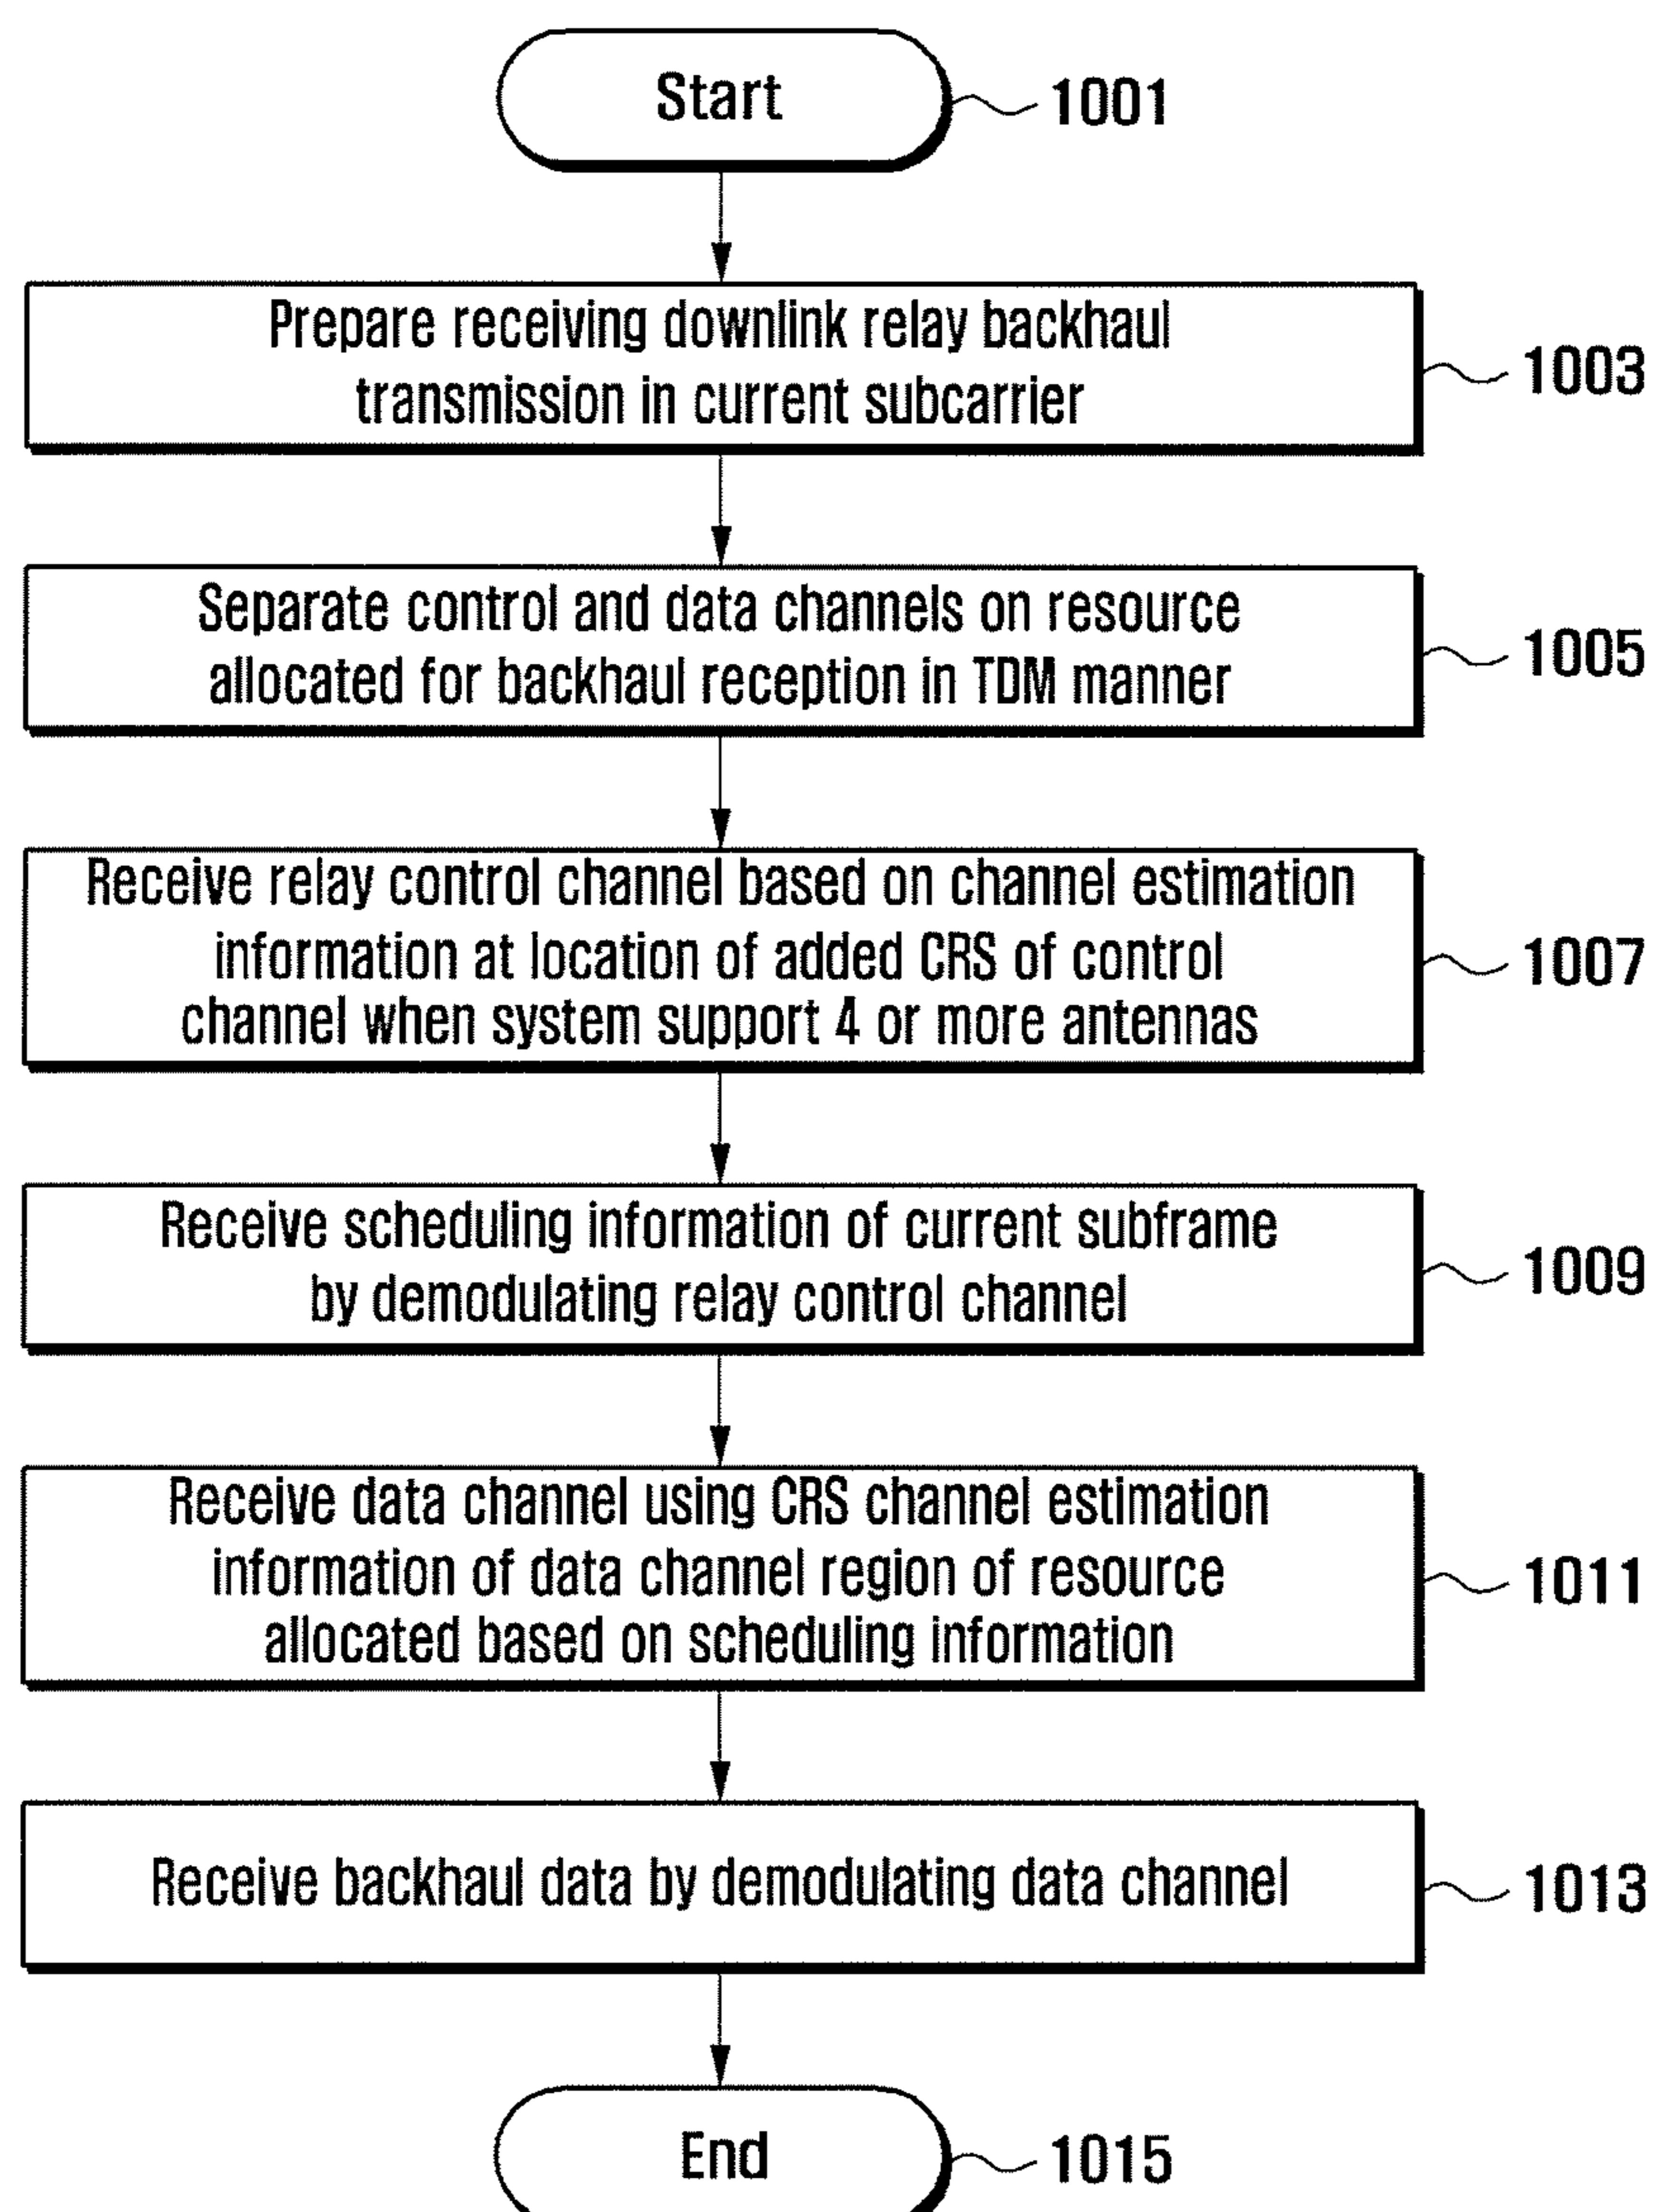 Start
1001
Prepare receiving downlink relay backhaul
transmission in current subcarrier
1003
Separate control and data channels on resource
allocated for backhaul reception in TDM manner
1005
Receive relay control channel based on channel estimation
information at location of added CRS of control
channel when system support 4 or more antennas
1007
Receive scheduling information of current subframe
by demodulating relay control channel
1009
Receive data channel using CRS channel estimation
information of data channel region of resource
allocated based on scheduling information
1011
Receive backhaul data by demodulating data channel
1013
End
1015